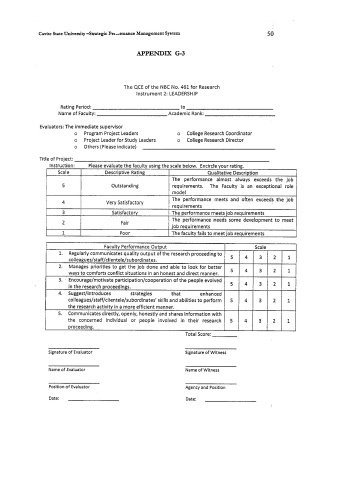 Cavite State University -Strategic Performance Management System 50
APPENDIX G-3
The QCE of the NBC No. 461 for Research
Instrument 2: LEADERSHIP
Rating Period: ____ to ____
Name of Faculty: ____ Academic Rank: ____
Evaluators: The immediate supervisor
o Program Project Leaders o College Research Coordinator
o Project Leader for Study Leaders o College Research Director
o Others (Please indicate) ____
Title of Project: ____
Instruction: Please evaluate the faculty using the scale below. Encircle your rating.
Scale Descriptive Rating Qualitative Description
5 Outstanding The performance almost always exceeds the job
requirements. The Faculty is an exceptional role
model
4 Very Satisfactory The performance meets and often exceeds the job
requirements
3 Satisfactory The performance meets job requirements
2 Fair The performance needs some development to meet
job requirements
1 Poor The faculty fails to meet job requirements
Faculty Performance Output Scale
1. Regularly communicates quality output of the research proceeding to
colleagues/staff/clientele/subordinates. 5 4 3 2 1
2. Manages priorities to get the job done and able to look for better
ways to comforts conflict situations in an honest and direct manner. 5 4 3 2 1
3. Encourage/motivate participation/cooperation of the people evolved
in the research proceedings. 5 4 3 2 1
4. Suggest/introduces strategies that enhanced
colleagues/staff/clientele/subordinates' skills and abilities to perform
the research activity in a more efficient manner. 5 4 3 2 1
5. Communicates directly, openly, honestly and shares information with
the concerned individual or people involved in their research
proceeding. 5 4 3 2 1
Total Score: ____
Signature of Evaluator Signature of Witness
Name of Evaluator Name of Witness
Position of Evaluator Agency and Position
Date: ____ Date: ____